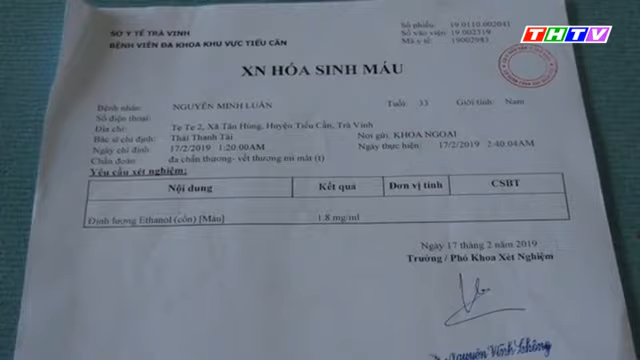 SỞ Y TẾ TRÀ VINH
BỆNH VIỆN ĐA KHOA KHU VỰC TIỂU CẦN
Số phiếu: 19.0110.002041
Số vào viện: 19.002319
Mã y tế: 19002981
THTV
XN HÓA SINH MÁU
Bệnh nhân: NGUYỄN MINH LUÂN Tuổi: 33 Giới tính: Nam
Số điện thoại:
Địa chỉ: Te Te 2, Xã Tân Hùng, Huyện Tiểu Cần, Trà Vinh
Bác sĩ chỉ định: Thái Thanh Tài Nơi gửi: KHOA NGOẠI
Ngày chỉ định 17/2/2019 1:20:00AM Ngày thực hiện: 17/2/2019 2:40:04AM
Chẩn đoán đa chấn thương- vết thương mi mắt (t)
Yêu cầu xét nghiệm:
Nội dung Kết quả Đơn vị tính CSBT
Định lượng Ethanol (cồn) [Máu] 1.8 mg/ml
Ngày 17 tháng 2 năm 2019
Trưởng / Phó Khoa Xét Nghiệm